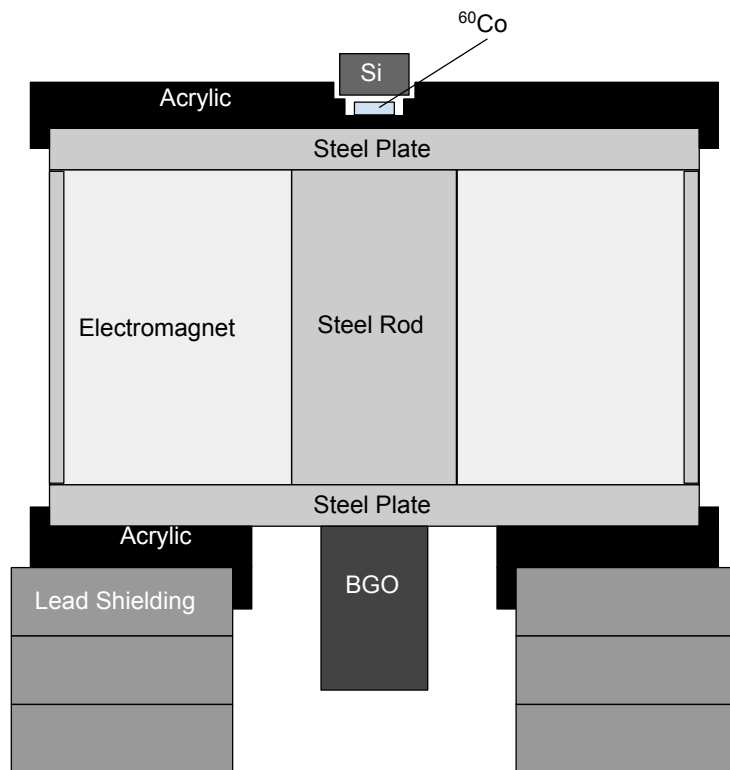 ⁶⁰Co
Si
Acrylic
Steel Plate
Electromagnet
Steel Rod
Steel Plate
Acrylic
BGO
Lead Shielding